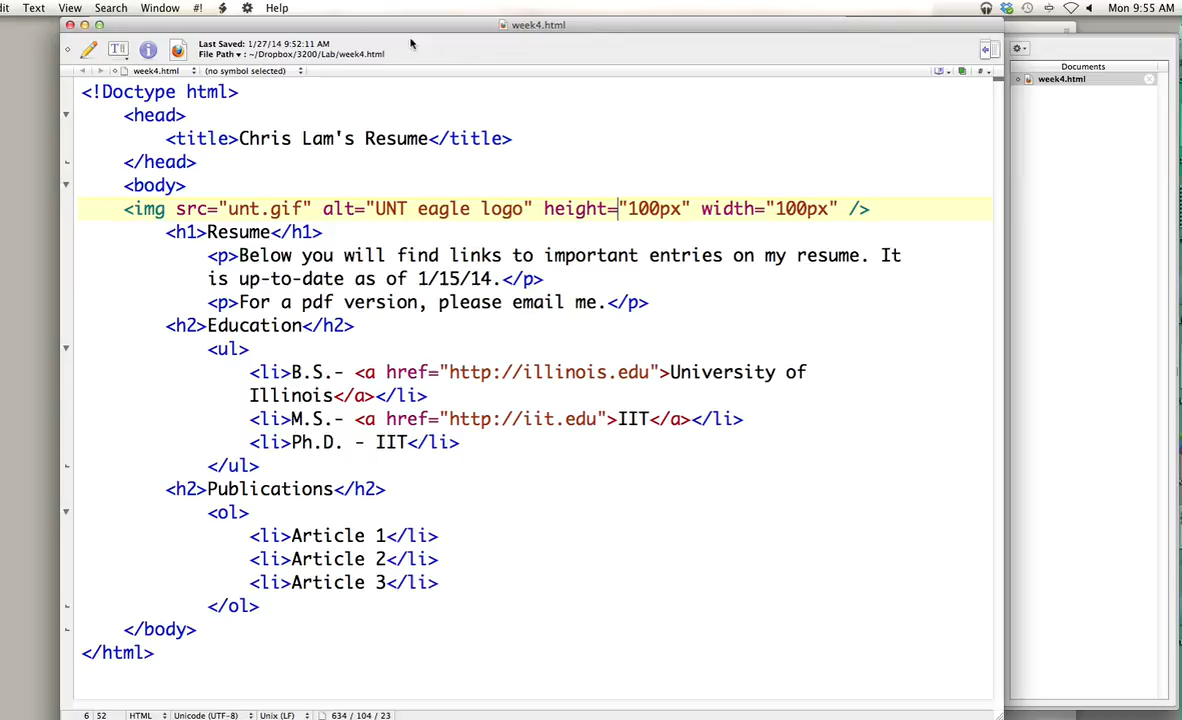 dit Text View Search Window #! Help Mon 9:55 AM
week4.html
Last Saved: 1/27/14 9:52:11 AM
File Path ▾ : ~/Dropbox/3200/Lab/week4.html
week4.html (no symbol selected) #
Documents
week4.html
<!Doctype html>
<head>
<title>Chris Lam's Resume</title>
</head>
<body>
<img src="unt.gif" alt="UNT eagle logo" height="100px" width="100px" />
<h1>Resume</h1>
<p>Below you will find links to important entries on my resume. It
is up-to-date as of 1/15/14.</p>
<p>For a pdf version, please email me.</p>
<h2>Education</h2>
<ul>
<li>B.S.- <a href="http://illinois.edu">University of
Illinois</a></li>
<li>M.S.- <a href="http://iit.edu">IIT</a></li>
<li>Ph.D. - IIT</li>
</ul>
<h2>Publications</h2>
<ol>
<li>Article 1</li>
<li>Article 2</li>
<li>Article 3</li>
</ol>
</body>
</html>
6 52 HTML Unicode (UTF-8) Unix (LF) 634 / 104 / 23